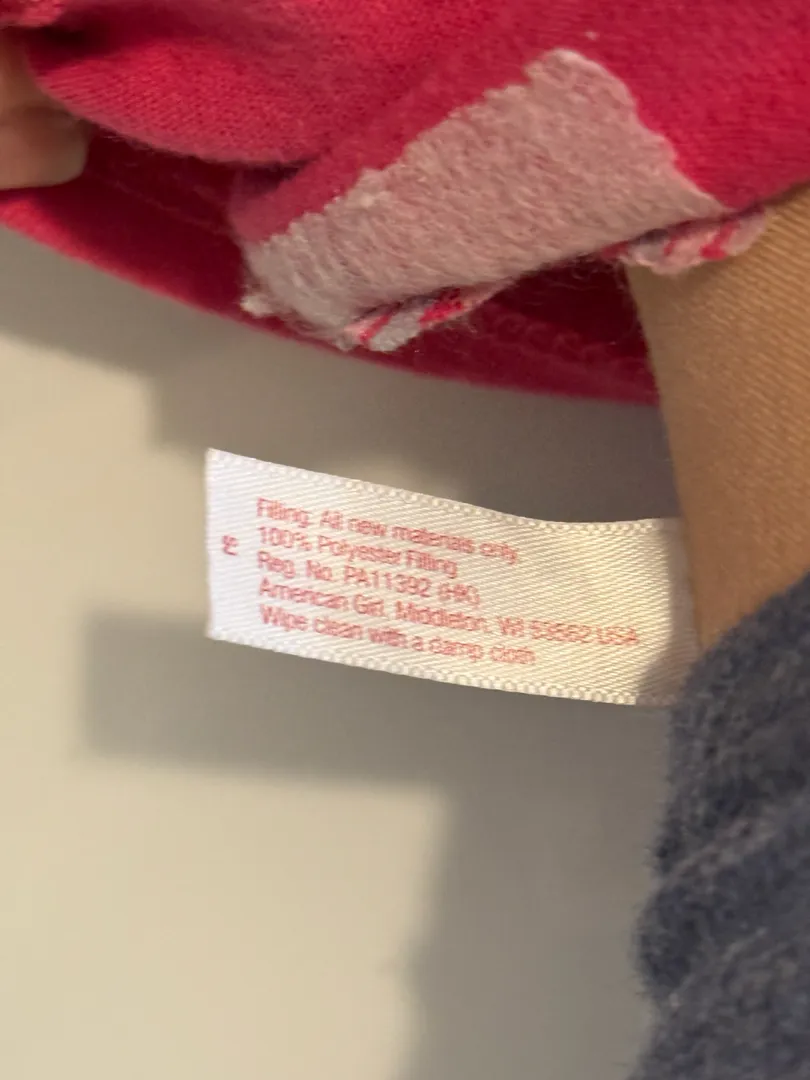 Filling: All new materials only.
100% Polyester Filling
Reg. No. PA11392 (HK)
American Girl, Middleton, WI 53562 USA
Wipe clean with a damp cloth